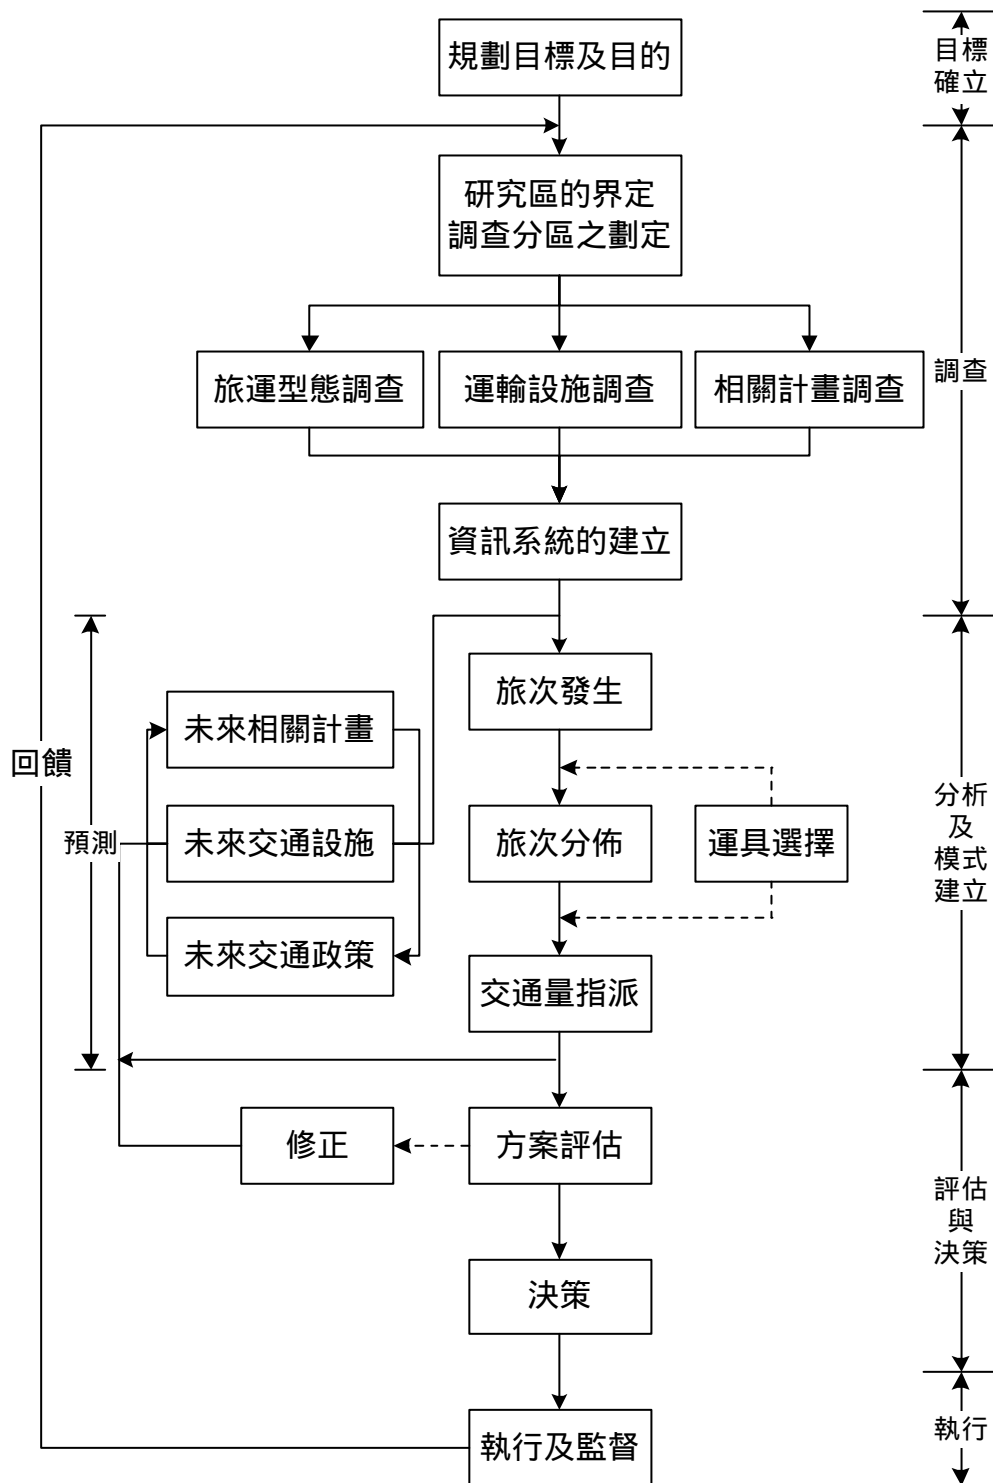 規劃目標及目的
目標
確立
研究區的界定
調查分區之劃定
旅運型態調查
運輸設施調查
相關計畫調查
調查
資訊系統的建立
旅次發生
未來相關計畫
回饋
預測
未來交通設施
旅次分佈
運具選擇
分析
及
模式
建立
未來交通政策
交通量指派
修正
方案評估
評估
與
決策
決策
執行及監督
執行